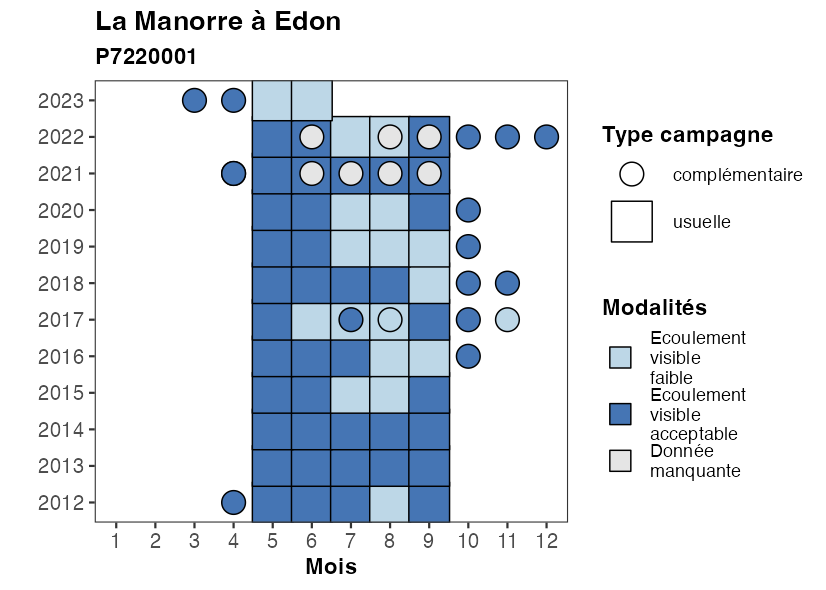 La Manorre à Edon
P7220001
2023
2022
2021
2020
2019
2018
2017
2016
2015
2014
2013
2012
1 2 3 4 5 6 7 8 9 10 11 12
Mois
Type campagne
complémentaire
usuelle
Modalités
Ecoulement
visible
faible
Ecoulement
visible
acceptable
Donnée
manquante